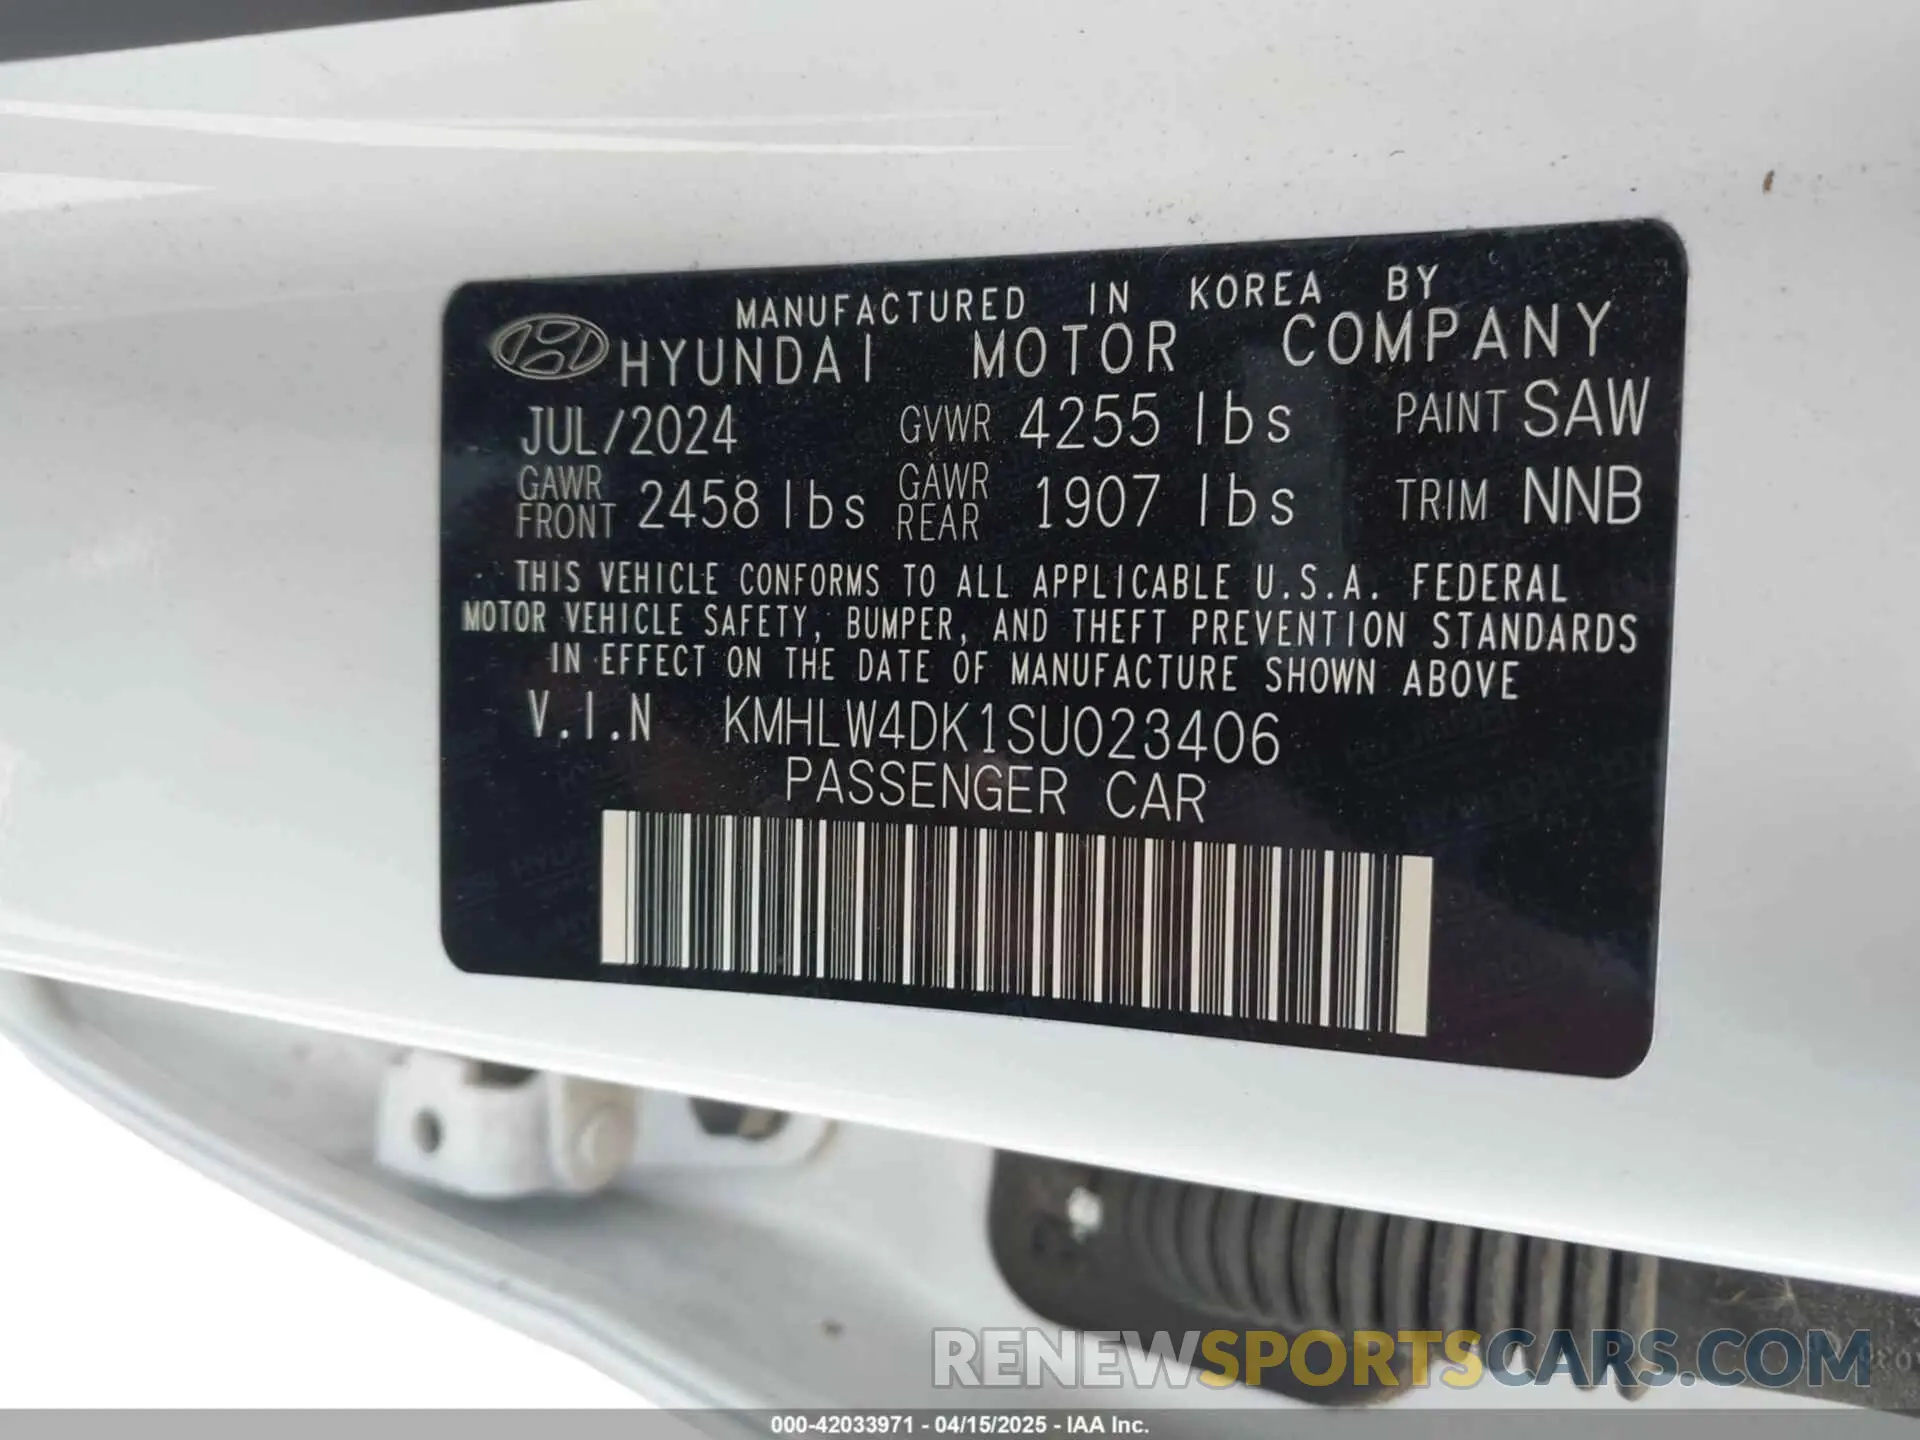 MANUFACTURED IN KOREA BY
HYUNDAI MOTOR COMPANY
JUL/2024 GVWR 4255 lbs PAINT SAW
GAWR FRONT 2458 lbs GAWR REAR 1907 lbs TRIM NNB
THIS VEHICLE CONFORMS TO ALL APPLICABLE U.S.A. FEDERAL
MOTOR VEHICLE SAFETY, BUMPER, AND THEFT PREVENTION STANDARDS
IN EFFECT ON THE DATE OF MANUFACTURE SHOWN ABOVE
V.I.N KMHLW4DK1SU023406
PASSENGER CAR
RENEWSPORTSCARS.COM
000-42033971 - 04/15/2025 - IAA Inc.